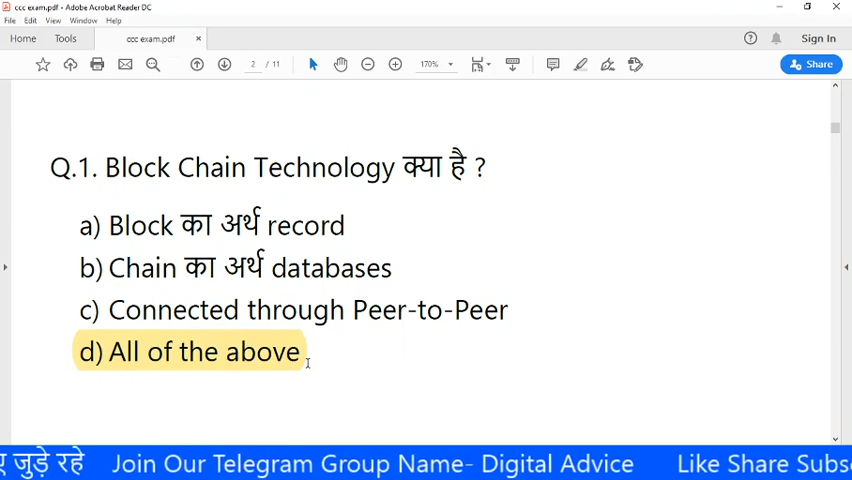 ccc exam.pdf - Adobe Acrobat Reader DC
File Edit View Window Help
Home Tools ccc exam.pdf × Sign In
2 / 11 170% Share
Q.1. Block Chain Technology क्या है ?
a) Block का अर्थ record
b) Chain का अर्थ databases
c) Connected through Peer-to-Peer
d) All of the above
ए जुड़े रहे Join Our Telegram Group Name- Digital Advice Like Share Subs